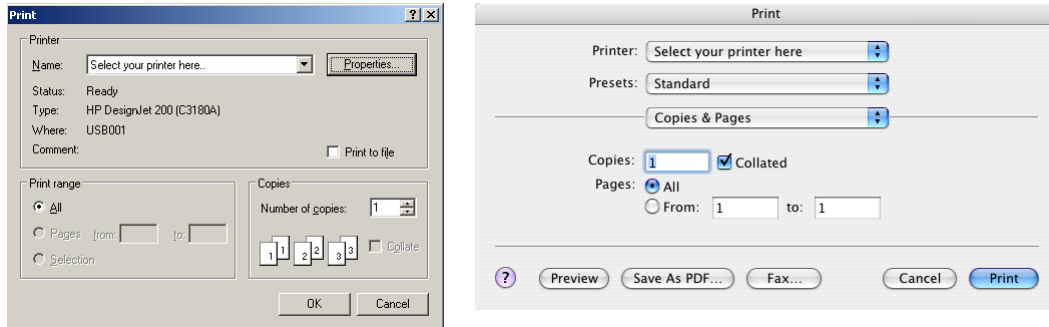 Print
Printer
Name: Select your printer here.. Properties...
Status: Ready
Type: HP DesignJet 200 (C3180A)
Where: USB001
Comment: Print to file
Print range
All
Pages from: to:
Selection
Copies
Number of copies: 1
1 1 2 2 3 3 Collate
OK Cancel
Print
Printer: Select your printer here
Presets: Standard
Copies & Pages
Copies: 1 Collated
Pages: All
From: 1 to: 1
? Preview Save As PDF... Fax... Cancel Print